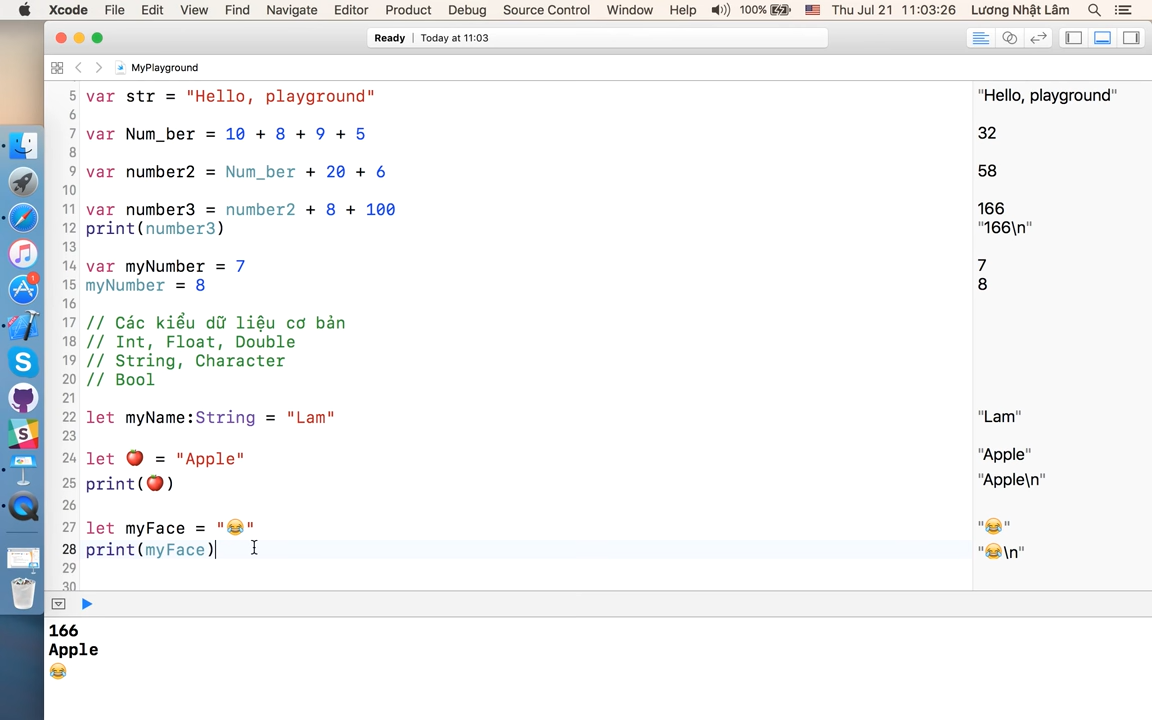 Xcode File Edit View Find Navigate Editor Product Debug Source Control Window Help 100% Thu Jul 21 11:03:26 Lương Nhật Lâm
Ready | Today at 11:03
MyPlayground
5 var str = "Hello, playground" "Hello, playground"
6
7 var Num_ber = 10 + 8 + 9 + 5 32
8
9 var number2 = Num_ber + 20 + 6 58
10
11 var number3 = number2 + 8 + 100 166
12 print(number3) "166\n"
13
14 var myNumber = 7 7
15 myNumber = 8 8
16
17 // Các kiểu dữ liệu cơ bản
18 // Int, Float, Double
19 // String, Character
20 // Bool
21
22 let myName:String = "Lam" "Lam"
23
24 let 🍎 = "Apple" "Apple"
25 print(🍎) "Apple\n"
26
27 let myFace = "😂" "😂"
28 print(myFace) "😂\n"
29
30
166
Apple
😂